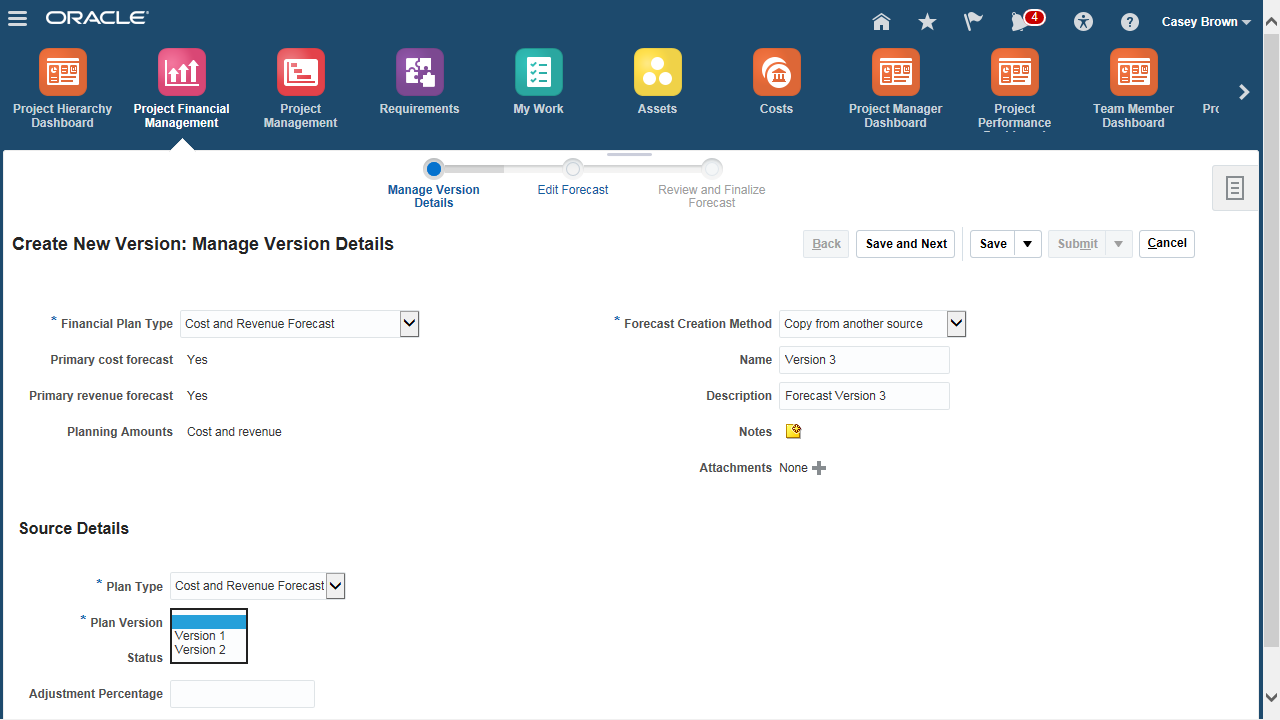 ORACLE
4
Casey Brown
Project Hierarchy
Dashboard
Project Financial
Management
Project
Management
Requirements
My Work
Assets
Costs
Project Manager
Dashboard
Project
Performance
Team Member
Dashboard
Manage Version
Details
Edit Forecast
Review and Finalize
Forecast
Create New Version: Manage Version Details
Back
Save and Next
Save
Submit
Cancel
* Financial Plan Type Cost and Revenue Forecast
Primary cost forecast Yes
Primary revenue forecast Yes
Planning Amounts Cost and revenue
* Forecast Creation Method Copy from another source
Name Version 3
Description Forecast Version 3
Notes
Attachments None
Source Details
* Plan Type Cost and Revenue Forecast
* Plan Version
Version 1
Version 2
Status
Adjustment Percentage